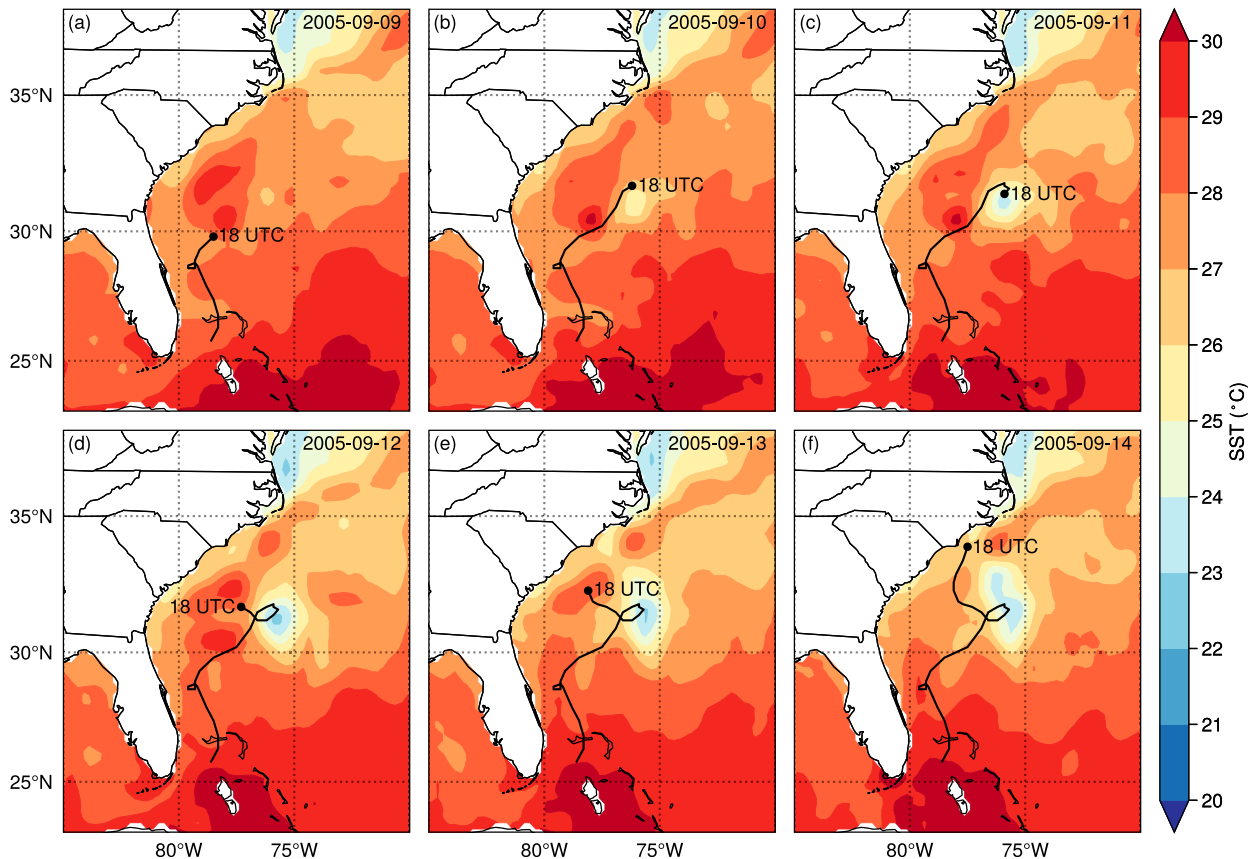 (a) 2005-09-09
(b) 2005-09-10
(c) 2005-09-11
35°N
30°N
25°N
18 UTC
18 UTC
18 UTC
(d) 2005-09-12
(e) 2005-09-13
(f) 2005-09-14
35°N
30°N
25°N
18 UTC
18 UTC
18 UTC
80°W 75°W
80°W 75°W
80°W 75°W
30
29
28
27
26
25
24
23
22
21
20
SST (°C)